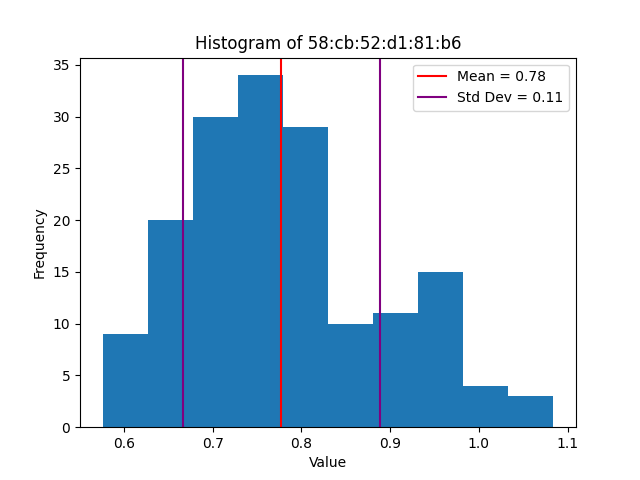 Histogram of 58:cb:52:d1:81:b6
Mean = 0.78
Std Dev = 0.11
35
30
25
20
15
10
5
0
Frequency
0.6 0.7 0.8 0.9 1.0 1.1
Value